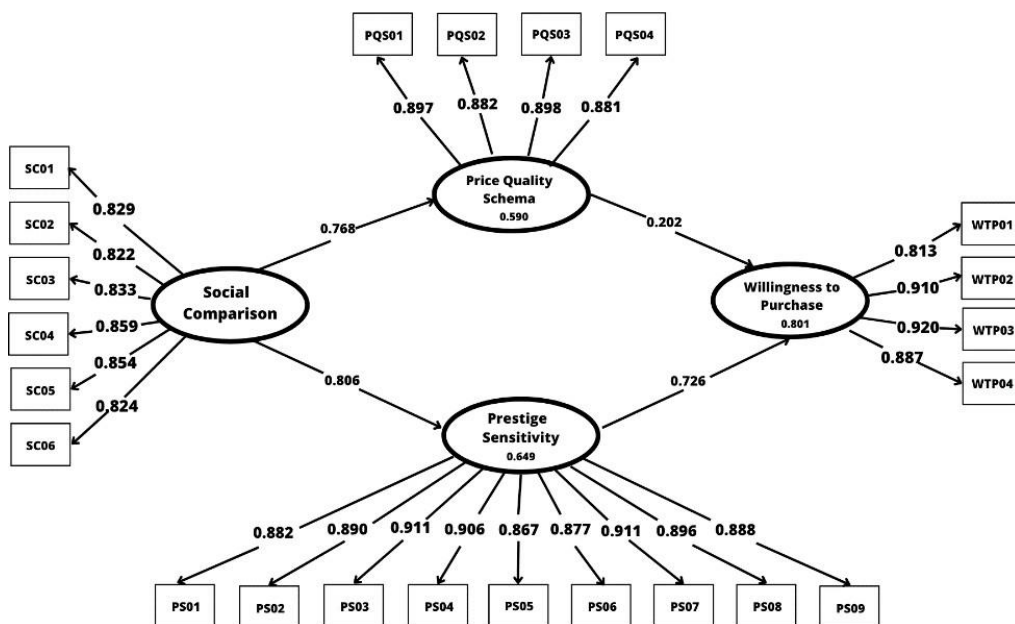 PQS01 PQS02 PQS03 PQS04
0.897 0.882 0.898 0.881
SC01
SC02
SC03
SC04
SC05
SC06
0.829
0.822
0.833
0.859
0.854
0.824
Social
Comparison
0.768
0.806
Price Quality
Schema
0.590
Prestige
Sensitivity
0.649
0.202
0.726
Willingness to
Purchase
0.801
0.813
0.910
0.920
0.887
WTP01
WTP02
WTP03
WTP04
0.882 0.890 0.911 0.906 0.867 0.877 0.911 0.896 0.888
PS01 PS02 PS03 PS04 PS05 PS06 PS07 PS08 PS09